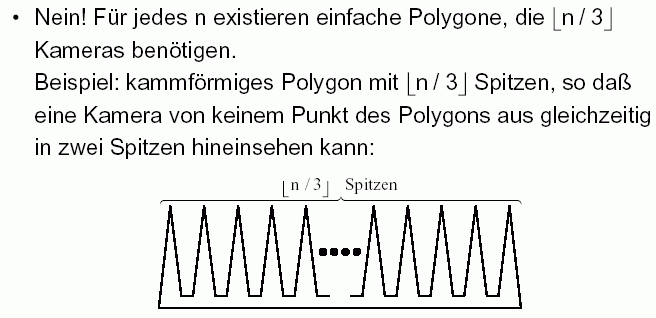 • Nein! Für jedes n existieren einfache Polygone, die ⌊n / 3⌋
Kameras benötigen.
Beispiel: kammförmiges Polygon mit ⌊n / 3⌋ Spitzen, so daß
eine Kamera von keinem Punkt des Polygons aus gleichzeitig
in zwei Spitzen hineinsehen kann:
⌊n / 3⌋ Spitzen